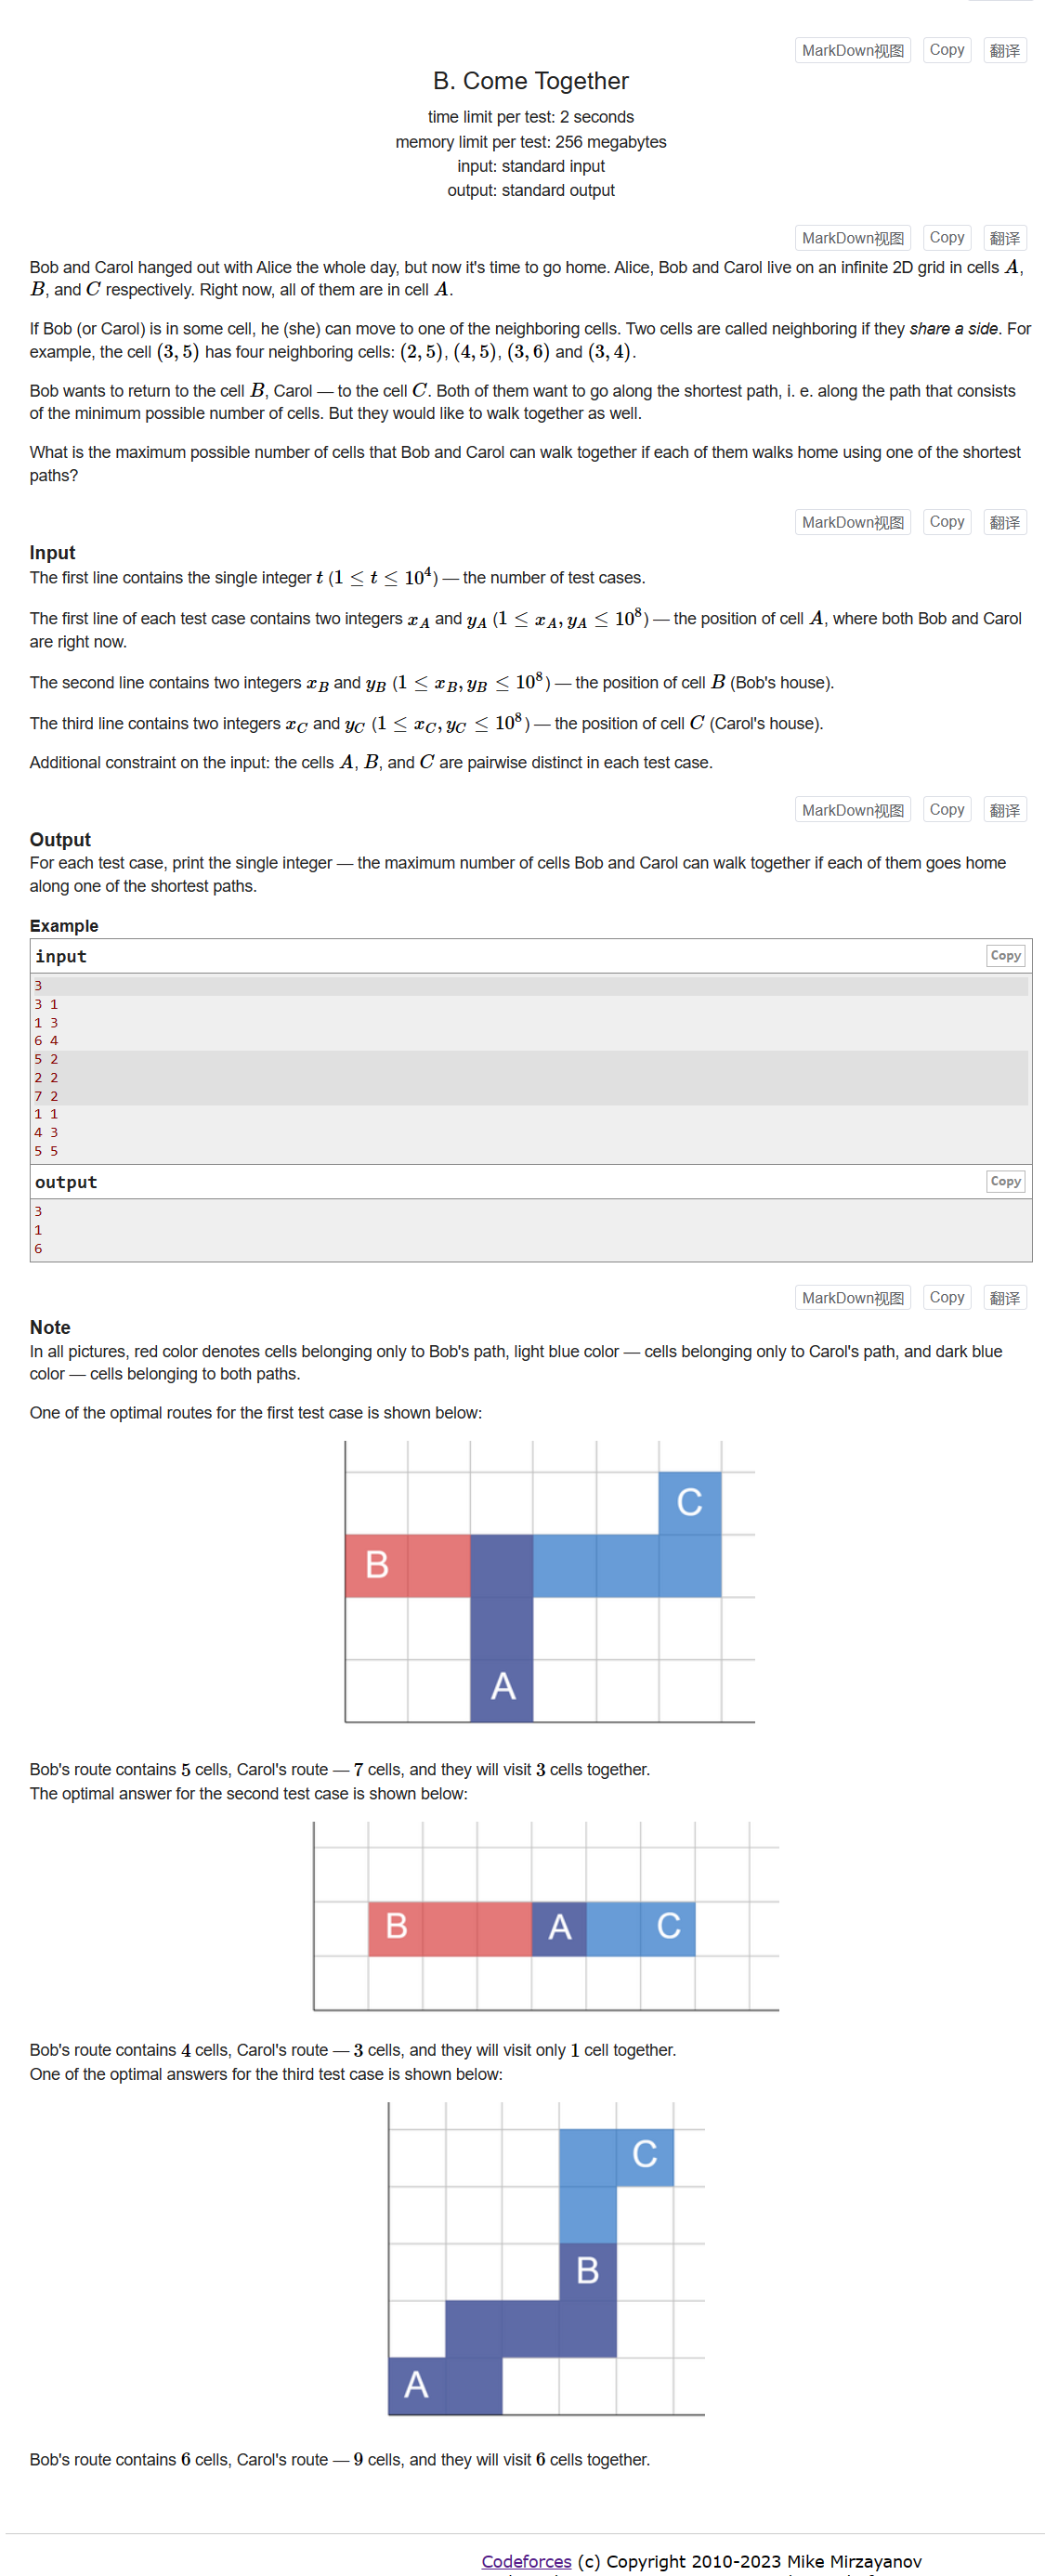 MarkDown视图 Copy 翻译
B. Come Together
time limit per test: 2 seconds
memory limit per test: 256 megabytes
input: standard input
output: standard output
MarkDown视图 Copy 翻译
Bob and Carol hanged out with Alice the whole day, but now it's time to go home. Alice, Bob and Carol live on an infinite 2D grid in cells A,
B, and C respectively. Right now, all of them are in cell A.
If Bob (or Carol) is in some cell, he (she) can move to one of the neighboring cells. Two cells are called neighboring if they share a side. For
example, the cell (3, 5) has four neighboring cells: (2, 5), (4, 5), (3, 6) and (3, 4).
Bob wants to return to the cell B, Carol — to the cell C. Both of them want to go along the shortest path, i. e. along the path that consists
of the minimum possible number of cells. But they would like to walk together as well.
What is the maximum possible number of cells that Bob and Carol can walk together if each of them walks home using one of the shortest
paths?
MarkDown视图 Copy 翻译
Input
The first line contains the single integer t (1 ≤ t ≤ 10⁴) — the number of test cases.
The first line of each test case contains two integers x_A and y_A (1 ≤ x_A, y_A ≤ 10⁸) — the position of cell A, where both Bob and Carol
are right now.
The second line contains two integers x_B and y_B (1 ≤ x_B, y_B ≤ 10⁸) — the position of cell B (Bob's house).
The third line contains two integers x_C and y_C (1 ≤ x_C, y_C ≤ 10⁸) — the position of cell C (Carol's house).
Additional constraint on the input: the cells A, B, and C are pairwise distinct in each test case.
MarkDown视图 Copy 翻译
Output
For each test case, print the single integer — the maximum number of cells Bob and Carol can walk together if each of them goes home
along one of the shortest paths.
Example
input Copy
3
3 1
1 3
6 4
5 2
2 2
7 2
1 1
4 3
5 5
output Copy
3
1
6
MarkDown视图 Copy 翻译
Note
In all pictures, red color denotes cells belonging only to Bob's path, light blue color — cells belonging only to Carol's path, and dark blue
color — cells belonging to both paths.
One of the optimal routes for the first test case is shown below:
C
B
A
Bob's route contains 5 cells, Carol's route — 7 cells, and they will visit 3 cells together.
The optimal answer for the second test case is shown below:
B A C
Bob's route contains 4 cells, Carol's route — 3 cells, and they will visit only 1 cell together.
One of the optimal answers for the third test case is shown below:
C
B
A
Bob's route contains 6 cells, Carol's route — 9 cells, and they will visit 6 cells together.
Codeforces (c) Copyright 2010-2023 Mike Mirzayanov